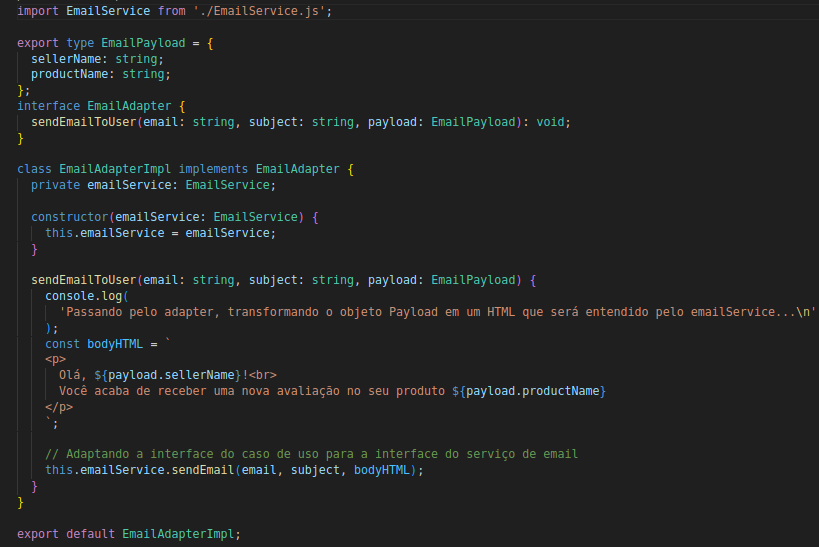 import EmailService from './EmailService.js';
export type EmailPayload = {
sellerName: string;
productName: string;
};
interface EmailAdapter {
sendEmailToUser(email: string, subject: string, payload: EmailPayload): void;
}
class EmailAdapterImpl implements EmailAdapter {
private emailService: EmailService;
constructor(emailService: EmailService) {
this.emailService = emailService;
}
sendEmailToUser(email: string, subject: string, payload: EmailPayload) {
console.log(
'Passando pelo adapter, transformando o objeto Payload em um HTML que será entendido pelo emailService...\n'
);
const bodyHTML = `
<p>
Olá, ${payload.sellerName}!<br>
Você acaba de receber uma nova avaliação no seu produto ${payload.productName}
</p>
`;
// Adaptando a interface do caso de uso para a interface do serviço de email
this.emailService.sendEmail(email, subject, bodyHTML);
}
}
export default EmailAdapterImpl;